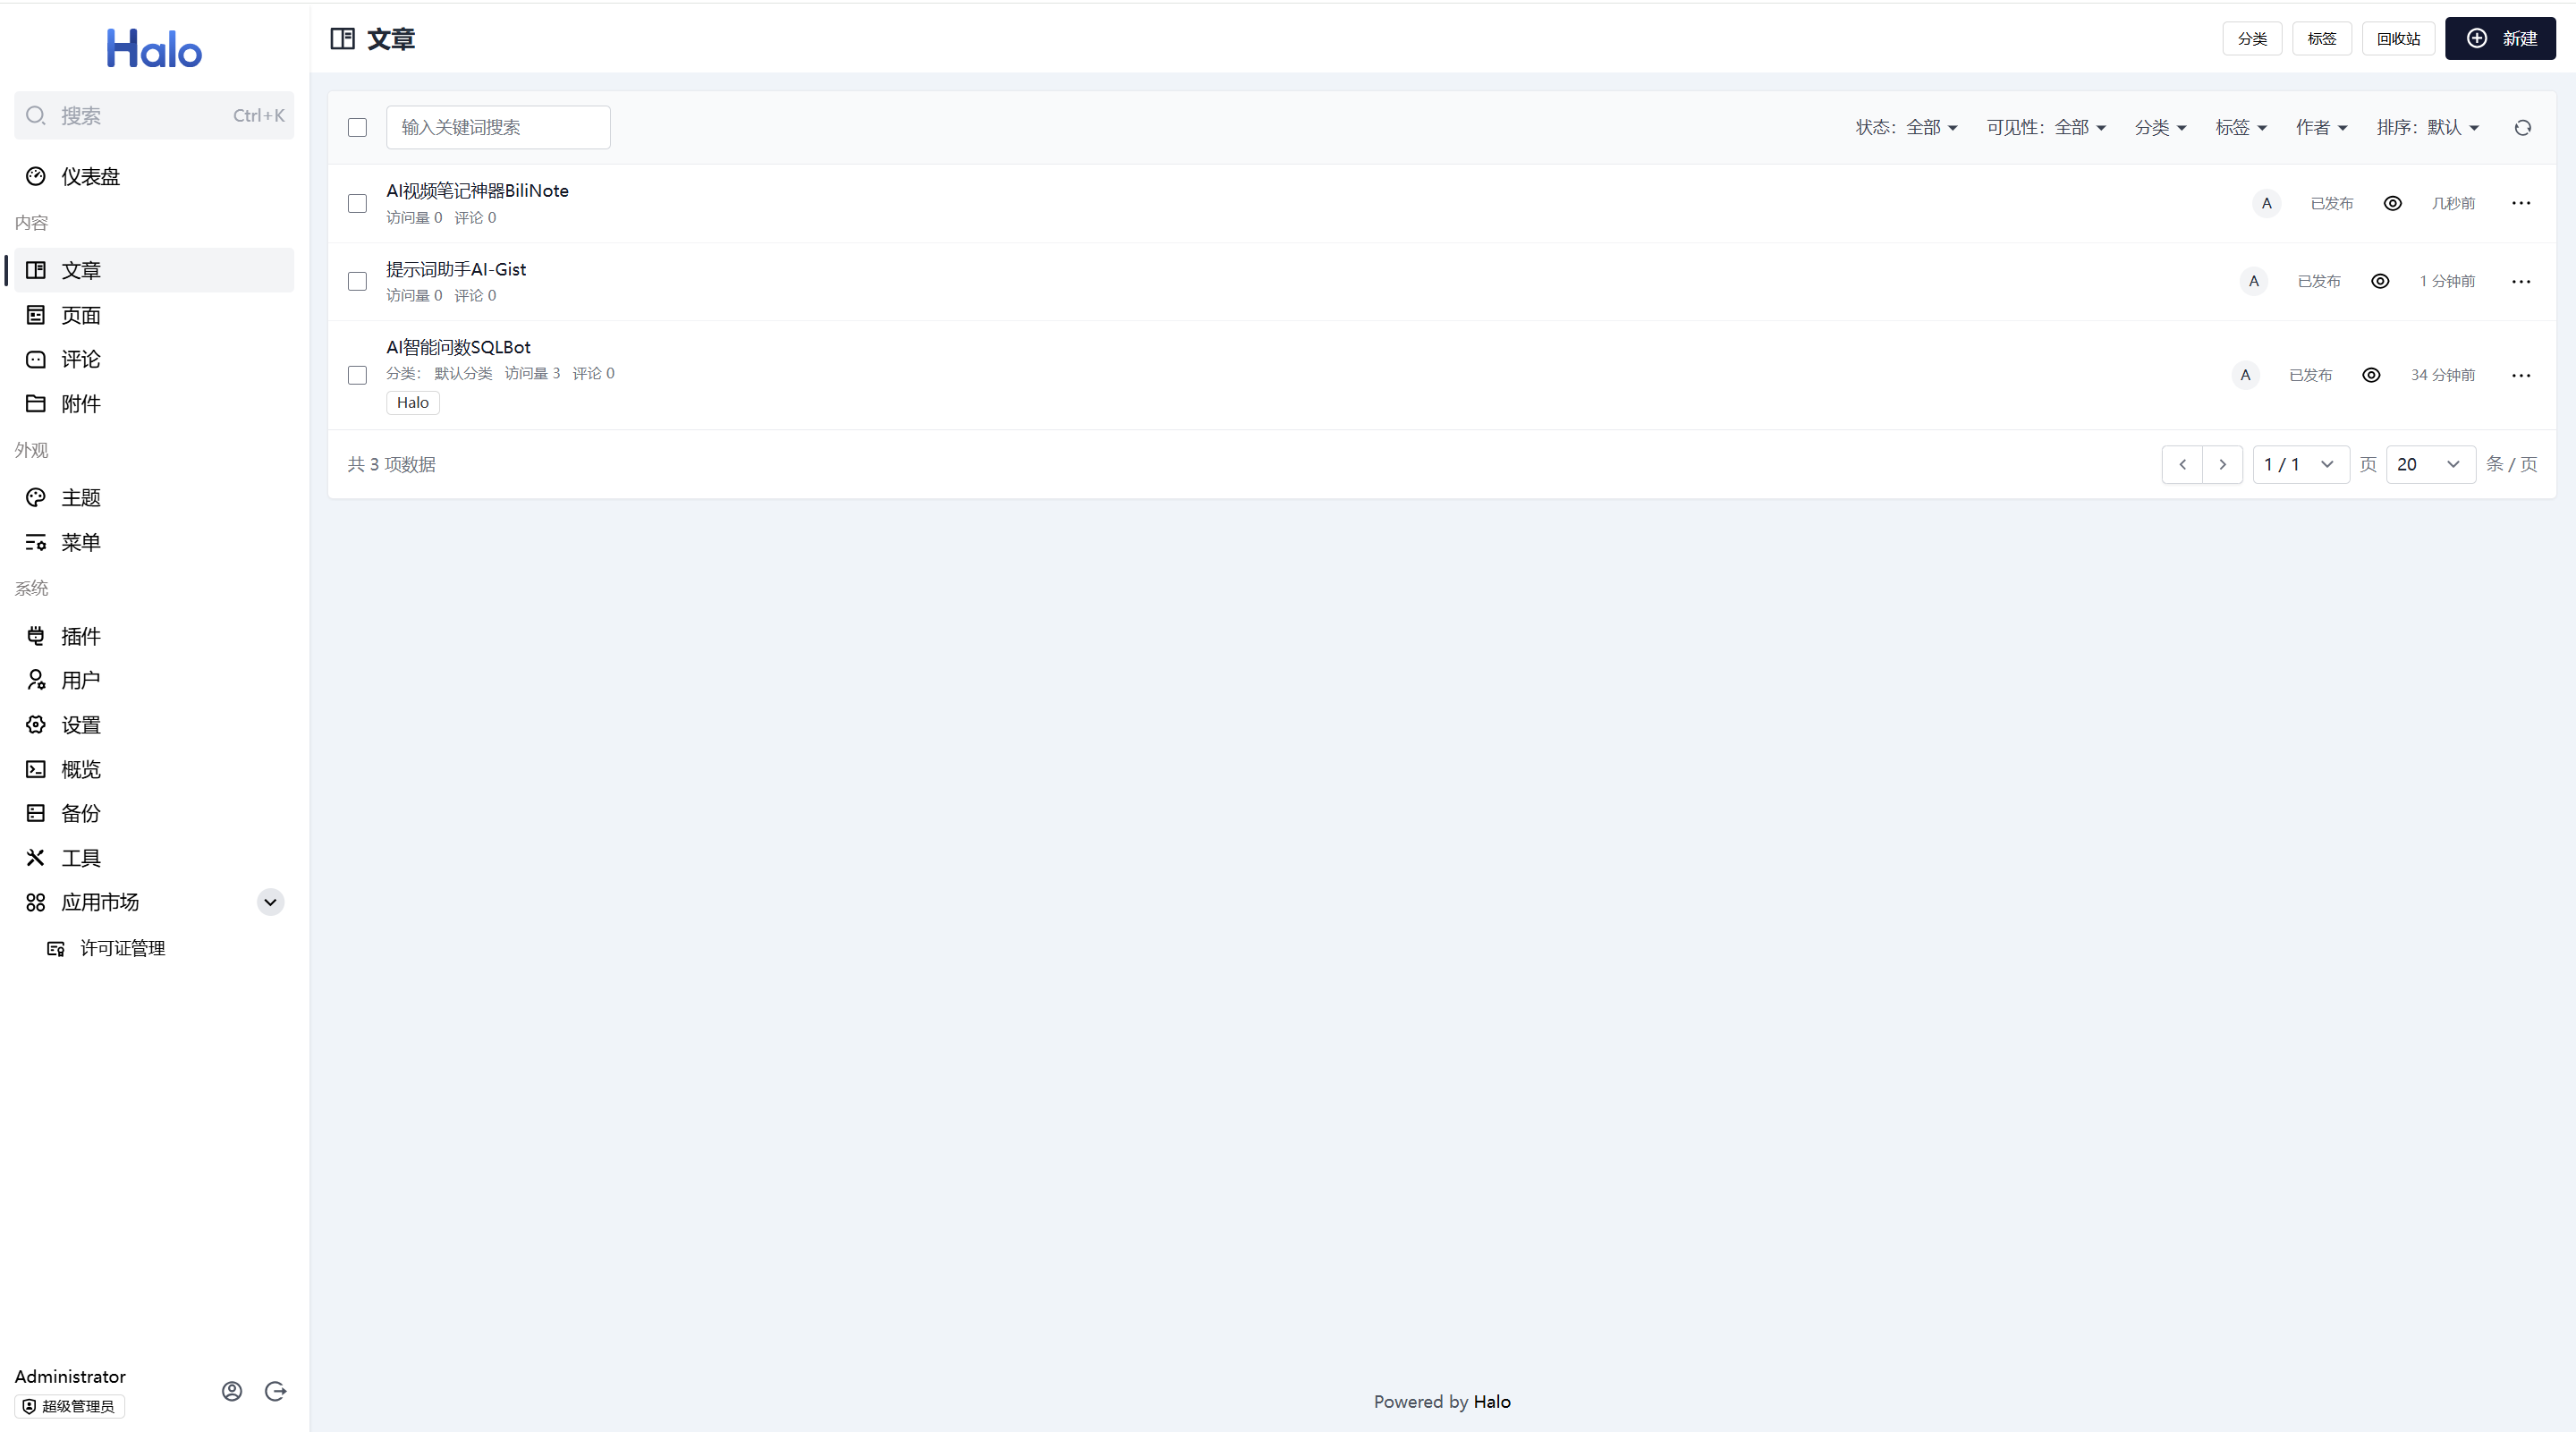 Halo
搜索 Ctrl+K
仪表盘
内容
文章
页面
评论
附件
外观
主题
菜单
系统
插件
用户
设置
概览
备份
工具
应用市场
许可证管理
Administrator
超级管理员
文章
分类 标签 回收站 新建
输入关键词搜索 状态：全部 可见性：全部 分类 标签 作者 排序：默认
AI视频笔记神器BiliNote
访问量 0 评论 0
A 已发布 几秒前
提示词助手AI-Gist
访问量 0 评论 0
A 已发布 1 分钟前
AI智能问数SQLBot
分类： 默认分类 访问量 3 评论 0
Halo
A 已发布 34 分钟前
共 3 项数据 1 / 1 页 20 条 / 页
Powered by Halo